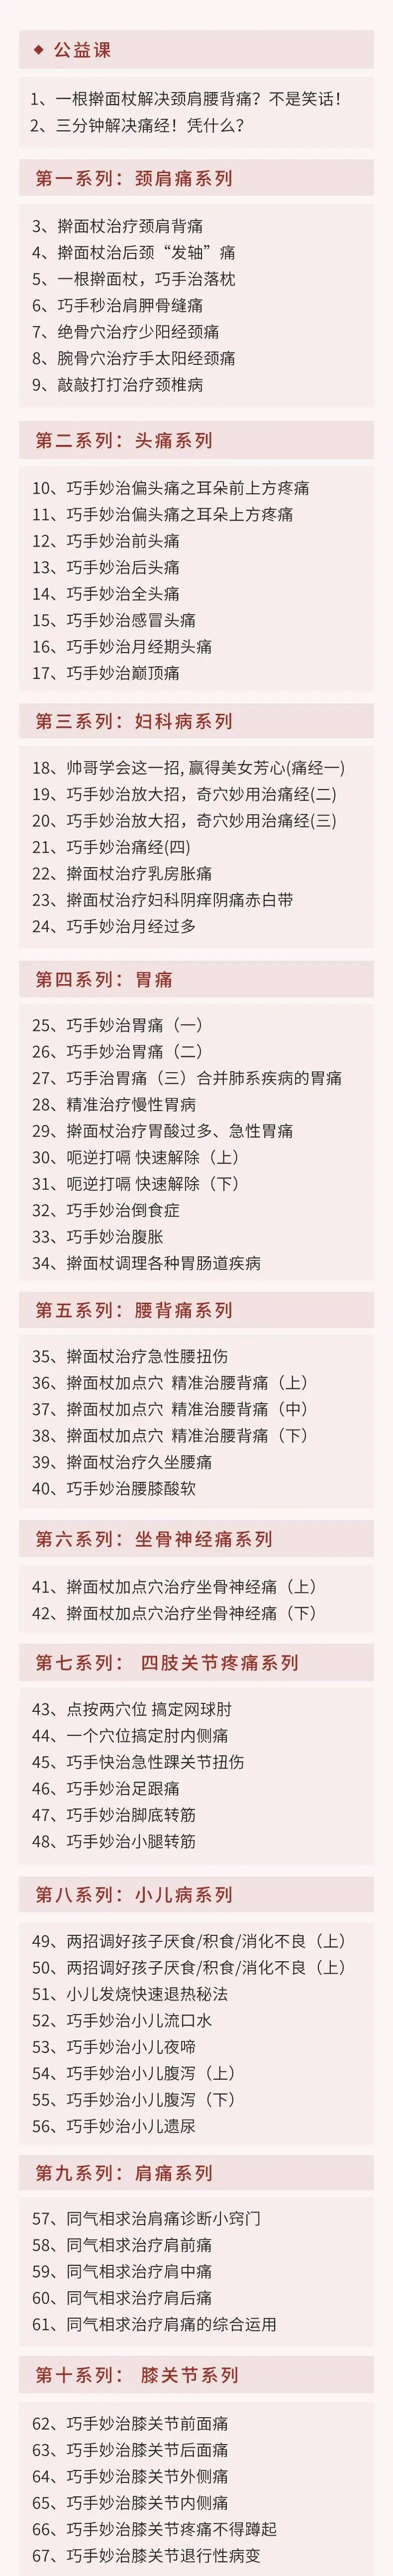 ◆ 公益课
1、一根擀面杖解决颈肩腰背痛？不是笑话！
2、三分钟解决痛经！凭什么？
第一系列：颈肩痛系列
3、擀面杖治疗颈肩背痛
4、擀面杖治后颈“发轴”痛
5、一根擀面杖，巧手治落枕
6、巧手秒治肩胛骨缝痛
7、绝骨穴治疗少阳经颈痛
8、腕骨穴治疗手太阳经颈痛
9、敲敲打打治疗颈椎病
第二系列：头痛系列
10、巧手妙治偏头痛之耳朵前上方疼痛
11、巧手妙治偏头痛之耳朵上方疼痛
12、巧手妙治前头痛
13、巧手妙治后头痛
14、巧手妙治全头痛
15、巧手妙治感冒头痛
16、巧手妙治月经期头痛
17、巧手妙治巅顶痛
第三系列：妇科病系列
18、帅哥学会这一招, 赢得美女芳心(痛经一)
19、巧手妙治放大招，奇穴妙用治痛经(二)
20、巧手妙治放大招，奇穴妙用治痛经(三)
21、巧手妙治痛经(四)
22、擀面杖治疗乳房胀痛
23、擀面杖治疗妇科阴痒阴痛赤白带
24、巧手妙治月经过多
第四系列：胃痛
25、巧手妙治胃痛（一）
26、巧手妙治胃痛（二）
27、巧手治胃痛（三）合并肺系疾病的胃痛
28、精准治疗慢性胃病
29、擀面杖治疗胃酸过多、急性胃痛
30、呃逆打嗝 快速解除（上）
31、呃逆打嗝 快速解除（下）
32、巧手妙治倒食症
33、巧手妙治腹胀
34、擀面杖调理各种胃肠道疾病
第五系列：腰背痛系列
35、擀面杖治疗急性腰扭伤
36、擀面杖加点穴 精准治腰背痛（上）
37、擀面杖加点穴 精准治腰背痛（中）
38、擀面杖加点穴 精准治腰背痛（下）
39、擀面杖治疗久坐腰痛
40、巧手妙治腰膝酸软
第六系列：坐骨神经痛系列
41、擀面杖加点穴治疗坐骨神经痛（上）
42、擀面杖加点穴治疗坐骨神经痛（下）
第七系列： 四肢关节疼痛系列
43、点按两穴位 搞定网球肘
44、一个穴位搞定肘内侧痛
45、巧手快治急性踝关节扭伤
46、巧手妙治足跟痛
47、巧手妙治脚底转筋
48、巧手妙治小腿转筋
第八系列：小儿病系列
49、两招调好孩子厌食/积食/消化不良（上）
50、两招调好孩子厌食/积食/消化不良（上）
51、小儿发烧快速退热秘法
52、巧手妙治小儿流口水
53、巧手妙治小儿夜啼
54、巧手妙治小儿腹泻（上）
55、巧手妙治小儿腹泻（下）
56、巧手妙治小儿遗尿
第九系列：肩痛系列
57、同气相求治肩痛诊断小窍门
58、同气相求治疗肩前痛
59、同气相求治疗肩中痛
60、同气相求治疗肩后痛
61、同气相求治疗肩痛的综合运用
第十系列： 膝关节系列
62、巧手妙治膝关节前面痛
63、巧手妙治膝关节后面痛
64、巧手妙治膝关节外侧痛
65、巧手妙治膝关节内侧痛
66、巧手妙治膝关节疼痛不得蹲起
67、巧手妙治膝关节退行性病变